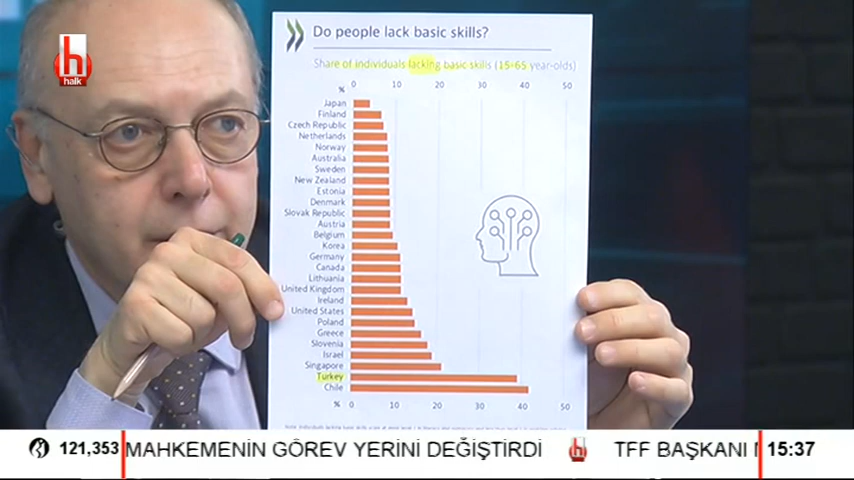 h
halk
Do people lack basic skills?
Share of individuals lacking basic skills (15-65 year-olds)
% 0 10 20 30 40 50
Japan
Finland
Czech Republic
Netherlands
Norway
Australia
Sweden
New Zealand
Estonia
Denmark
Slovak Republic
Austria
Belgium
Korea
Germany
Canada
Lithuania
United Kingdom
Ireland
United States
Poland
Greece
Slovenia
Israel
Singapore
Turkey
Chile
% 0 10 20 30 40 50
121,353 MAHKEMENİN GÖREV YERİNİ DEĞİŞTİRDİ h TFF BAŞKANI 15:37